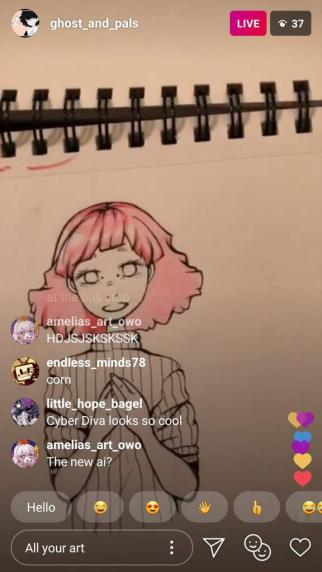 ghost_and_pals
LIVE
37
at the bus stop
amelias_art_owo
HDJSJSKSKSSK
endless_minds78
corn
little_hope_bagel
Cyber Diva looks so cool
amelias_art_owo
The new ai?
Hello
All your art